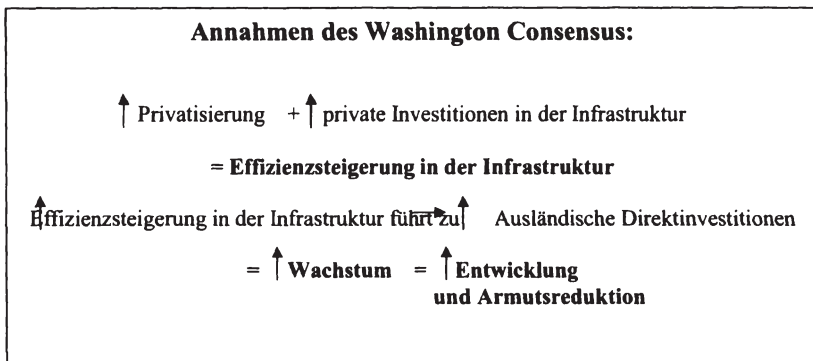 Annahmen des Washington Consensus:
↑ Privatisierung + ↑ private Investitionen in der Infrastruktur
= Effizienzsteigerung in der Infrastruktur
↑ Effizienzsteigerung in der Infrastruktur führt zu → ↑ Ausländische Direktinvestitionen
= ↑ Wachstum = ↑ Entwicklung
und Armutsreduktion